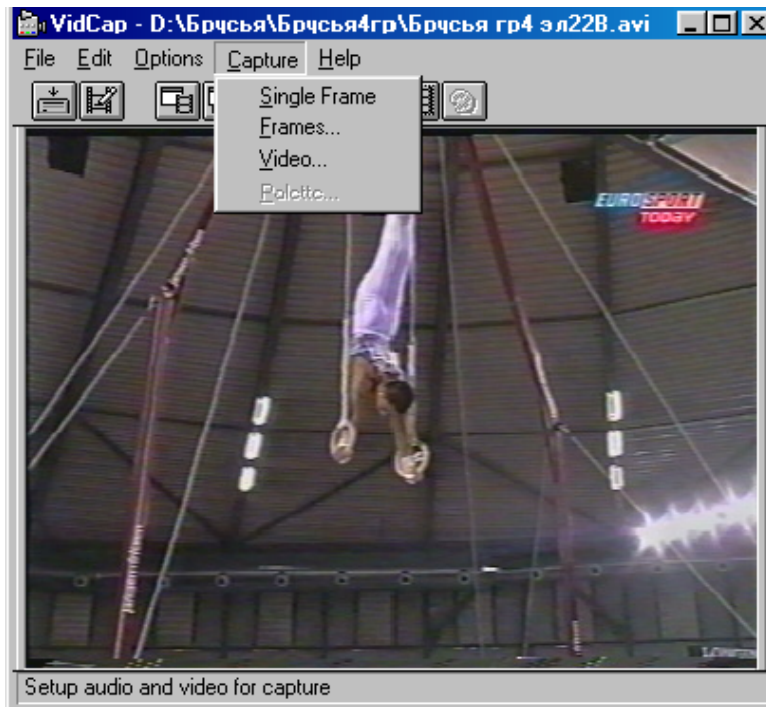 VidCap - D:\Брусья\Брусья4гр\Брусья гр4 эл22В.avi
File Edit Options Capture Help
Single Frame
Frames...
Video...
Palette...
EUROSPORT
TODAY
Setup audio and video for capture